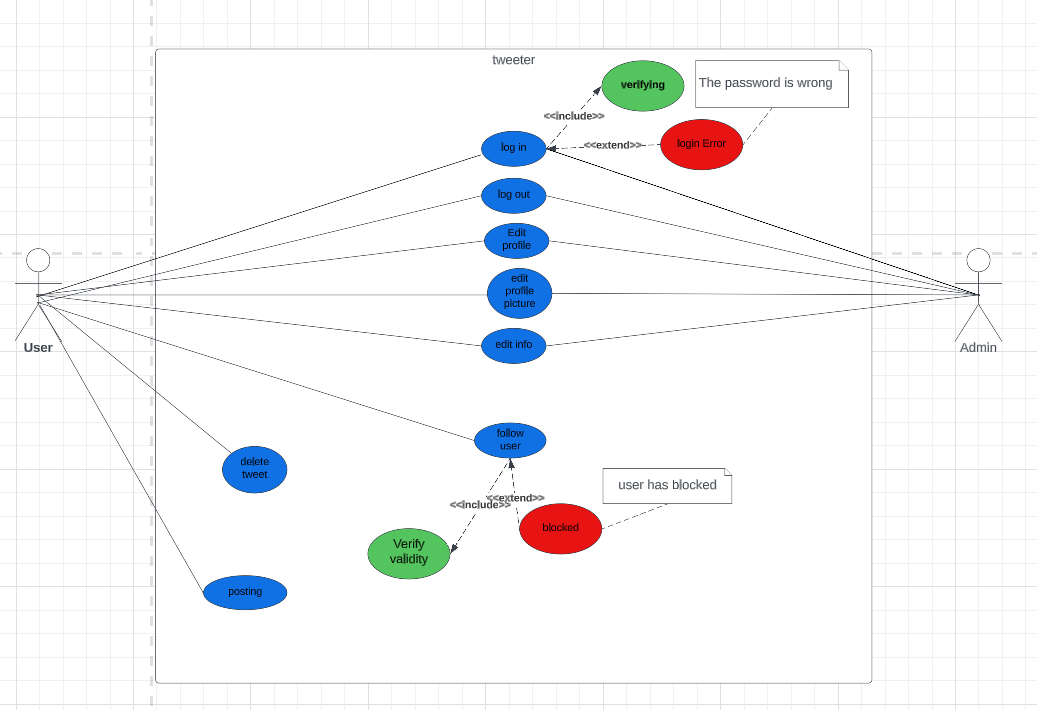 tweeter
verifying
The password is wrong
<<include>>
log in
<<extend>>
login Error
log out
Edit
profile
edit
profile
picture
edit info
User
Admin
follow
user
delete
tweet
user has blocked
<<extend>>
<<include>>
blocked
Verify
validity
posting